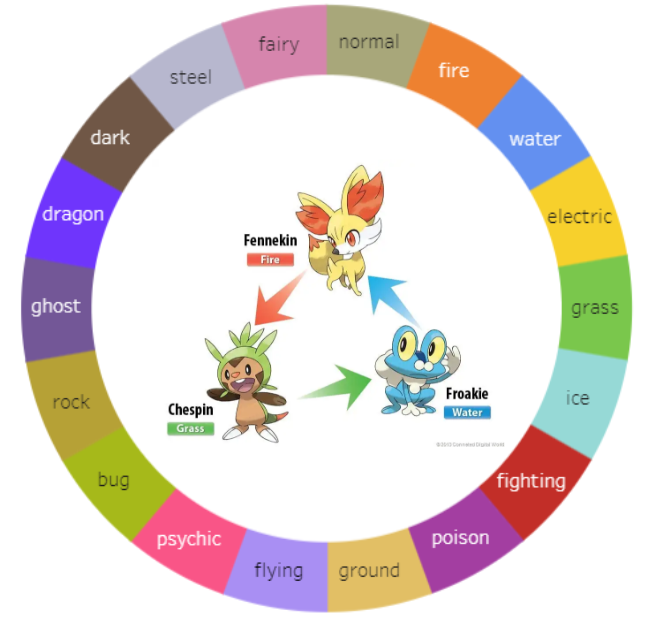 normal
fire
water
electric
grass
ice
fighting
poison
ground
flying
psychic
bug
rock
ghost
dragon
dark
steel
fairy
Fennekin
Fire
Chespin
Grass
Froakie
Water